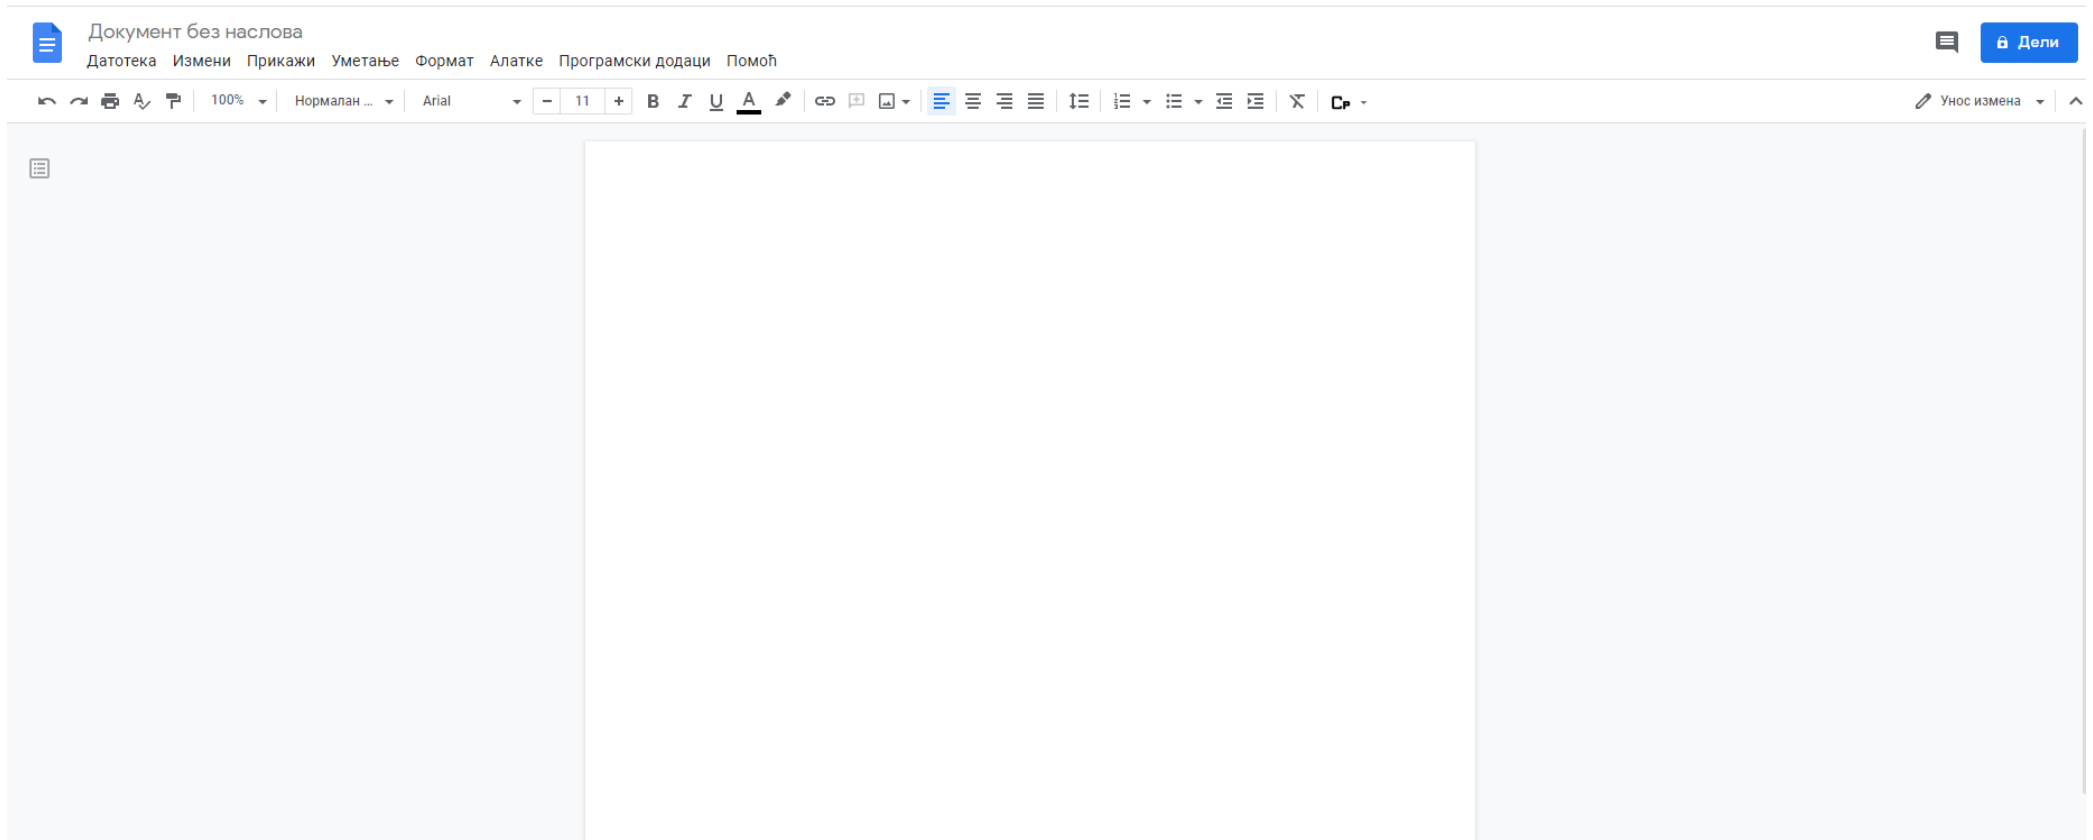 Документ без наслова
Датотека Измени Прикажи Уметање Формат Алатке Програмски додаци Помоћ
Дели
100% Нормалан ... Arial 11 B I U A Ср Унос измена